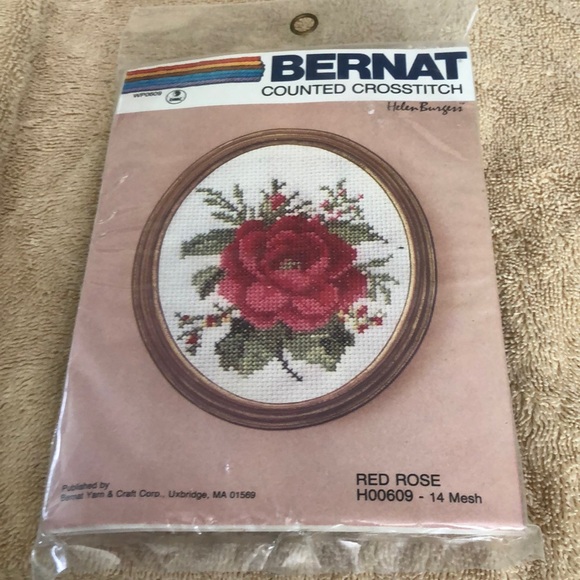 BERNAT
COUNTED CROSSTITCH
WP0609
Helen Burgess
Published by
Bernat Yarn & Craft Corp., Uxbridge, MA 01569
RED ROSE
H00609 - 14 Mesh